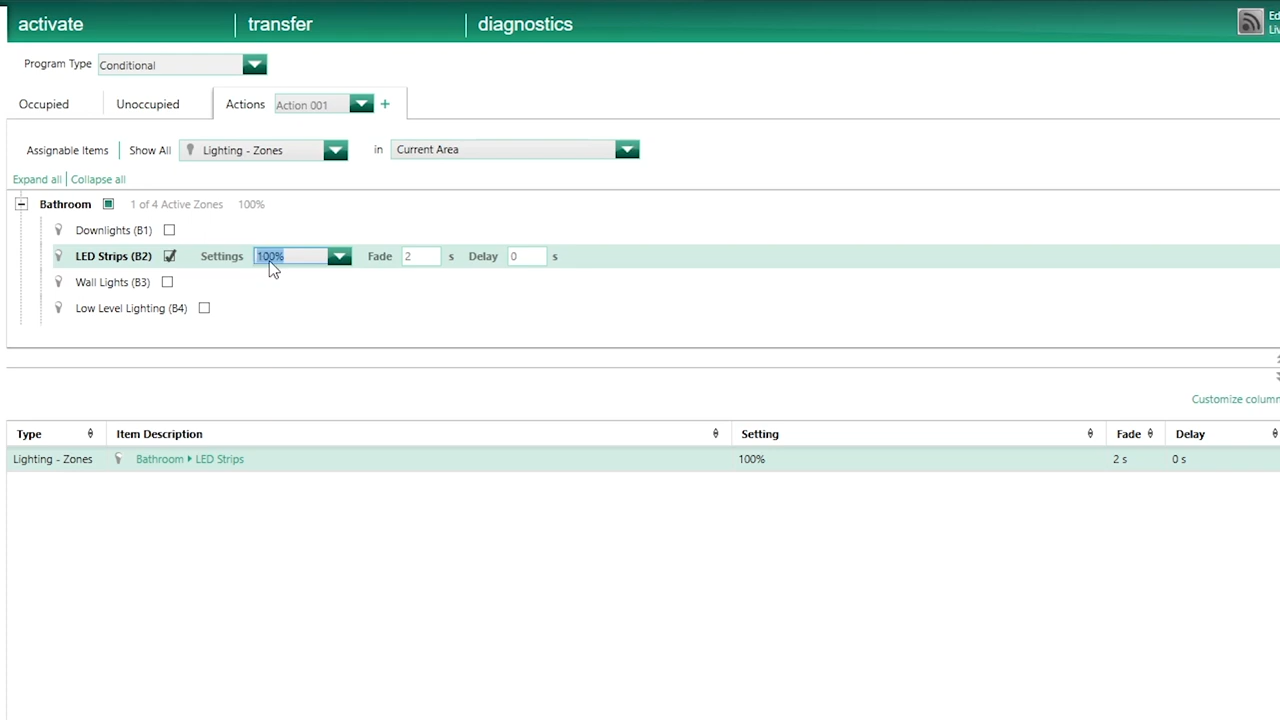 activate transfer diagnostics Ed
Liv
Program Type Conditional
Occupied Unoccupied Actions Action 001 +
Assignable Items Show All Lighting - Zones in Current Area
Expand all Collapse all
Bathroom 1 of 4 Active Zones 100%
Downlights (B1)
LED Strips (B2) Settings 100% Fade 2 s Delay 0 s
Wall Lights (B3)
Low Level Lighting (B4)
Customize column
Type Item Description Setting Fade Delay
Lighting - Zones Bathroom LED Strips 100% 2 s 0 s